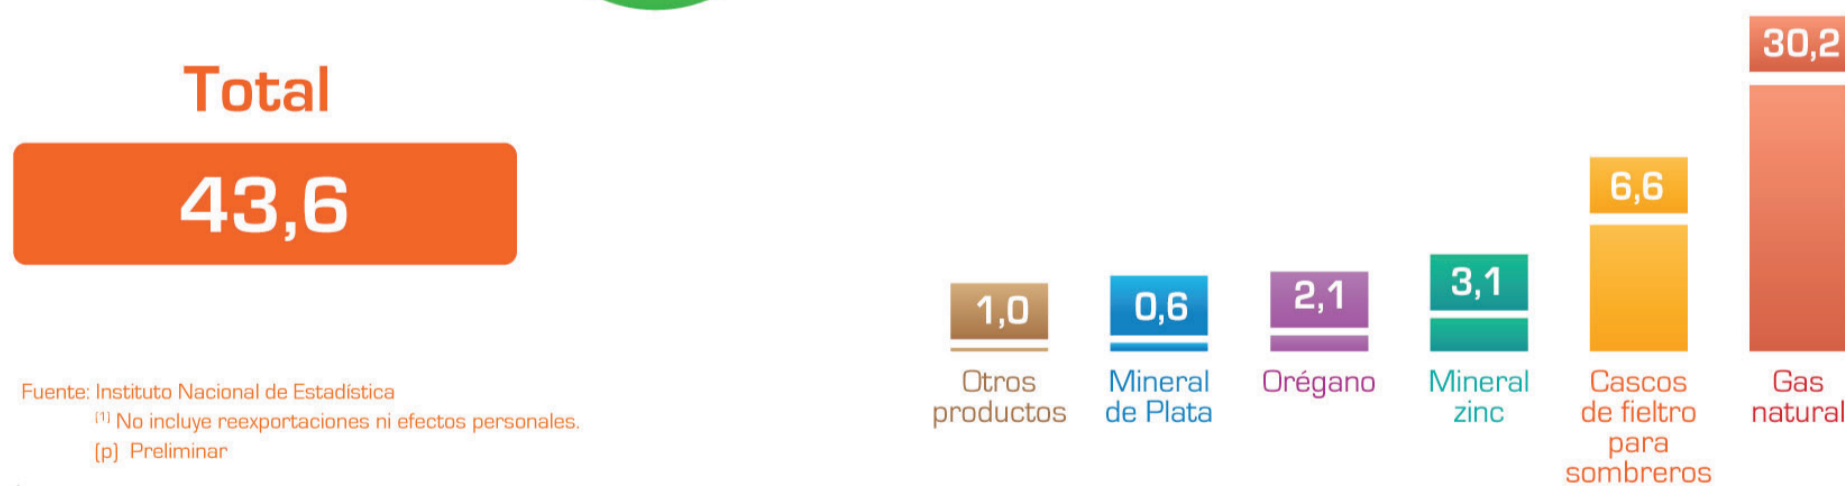 Total
43,6
30,2
6,6
3,1
2,1
0,6
1,0
Otros
productos
Mineral
de Plata
Orégano
Mineral
zinc
Cascos
de fieltro
para
sombreros
Gas
natural
Fuente: Instituto Nacional de Estadística
(1) No incluye reexportaciones ni efectos personales.
(p) Preliminar